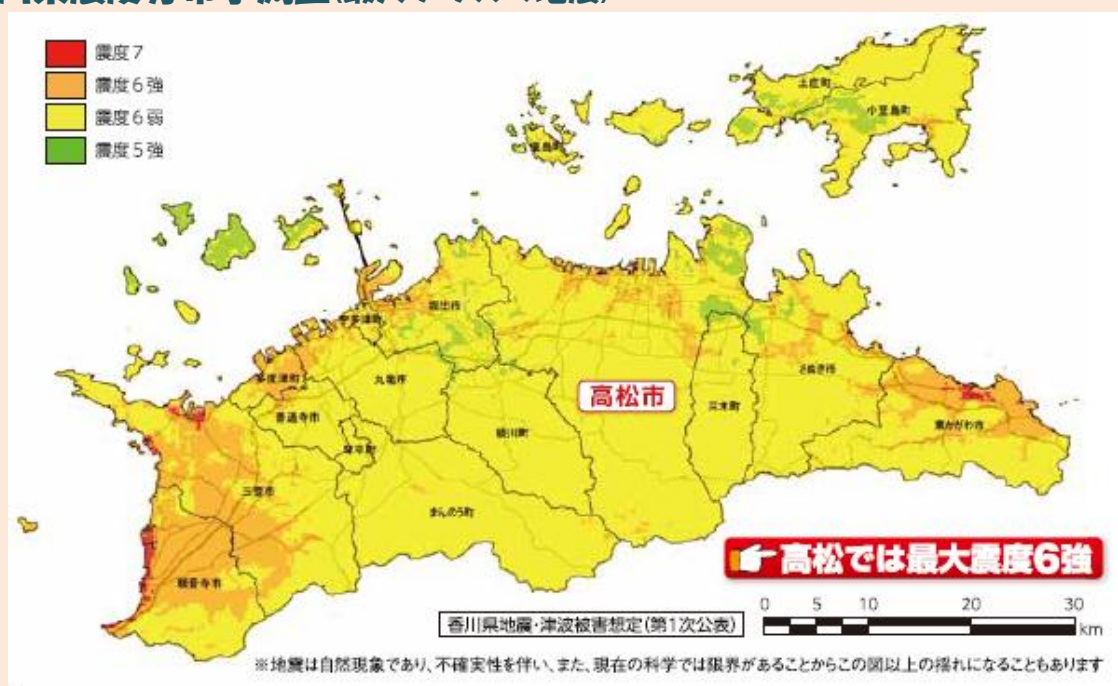 震度7
震度6強
震度6弱
震度5強
土庄町
小豆島町
直島町
坂出市
宇多津町
多度津町
丸亀市
善通寺市
琴平町
綾川町
高松市
三木町
さぬき市
東かがわ市
三豊市
まんのう町
観音寺市
高松では最大震度6強
香川県地震・津波被害想定(第1次公表)
0 5 10 20 30
km
※地震は自然現象であり、不確実性を伴い、また、現在の科学では限界があることからこの図以上の揺れになることもあります